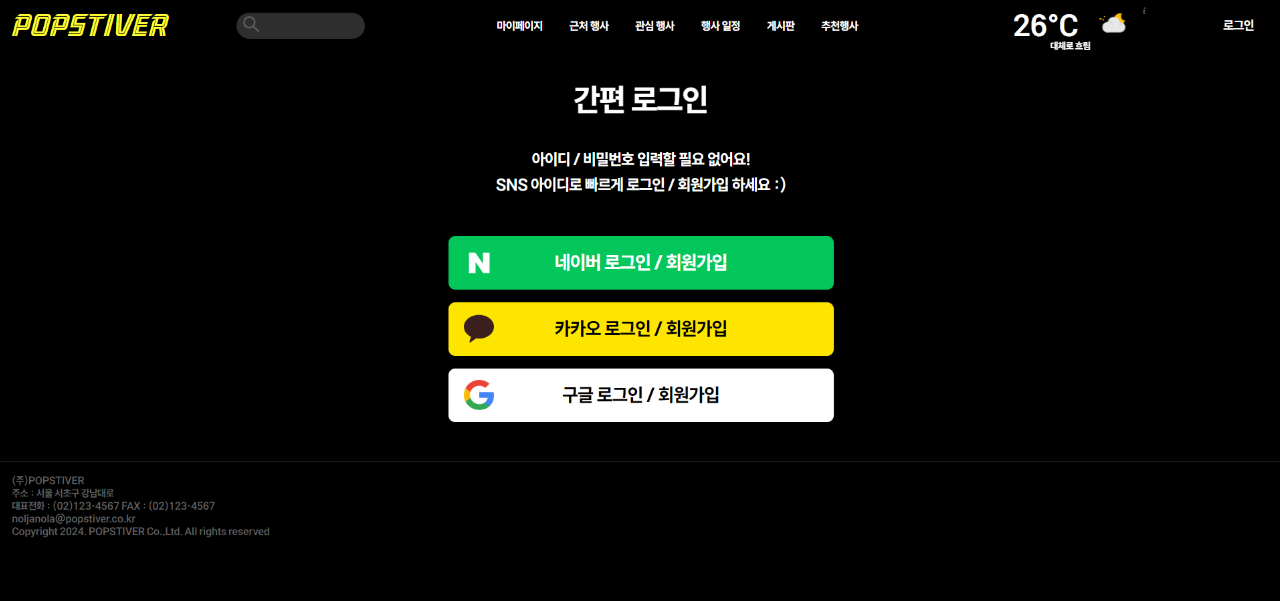 POPSTIVER
마이페이지 근처 행사 관심 행사 행사 일정 게시판 추천행사
26°C
대체로 흐림
i
로그인
간편 로그인
아이디 / 비밀번호 입력할 필요 없어요!
SNS 아이디로 빠르게 로그인 / 회원가입 하세요 :)
N 네이버 로그인 / 회원가입
카카오 로그인 / 회원가입
G 구글 로그인 / 회원가입
(주)POPSTIVER
주소 : 서울 서초구 강남대로
대표전화 : (02)123-4567 FAX : (02)123-4567
noljanola@popstiver.co.kr
Copyright 2024. POPSTIVER Co.,Ltd. All rights reserved